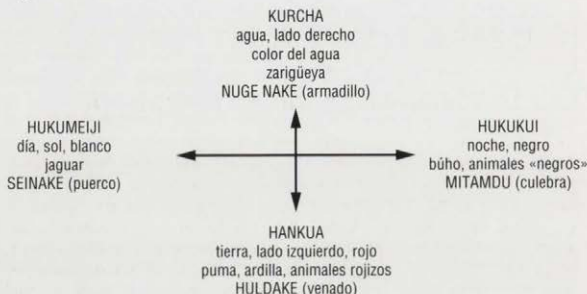 KURCHA
agua, lado derecho
color del agua
zarigüeya
NUGE NAKE (armadillo)
HUKUMEIJI
día, sol, blanco
jaguar
SEINAKE (puerco)
HUKUKUI
noche, negro
búho, animales «negros»
MITAMDU (culebra)
HANKUA
tierra, lado izquierdo, rojo
puma, ardilla, animales rojizos
HULDAKE (venado)